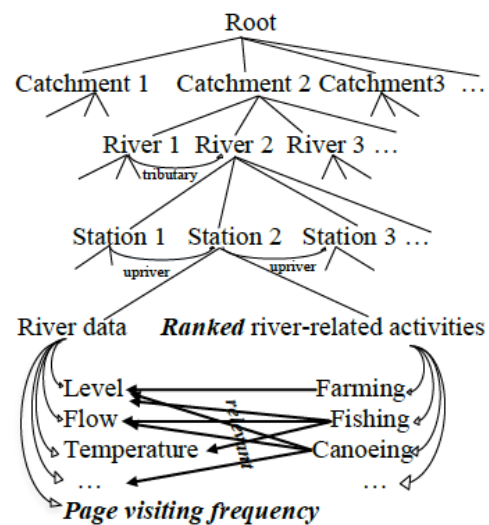 Root
Catchment 1 Catchment 2 Catchment3 …
River 1 River 2 River 3 …
tributary
Station 1 Station 2 Station 3 …
upriver upriver
River data Ranked river-related activities
Level Farming
relevant
Flow Fishing
Temperature Canoeing
… …
Page visiting frequency